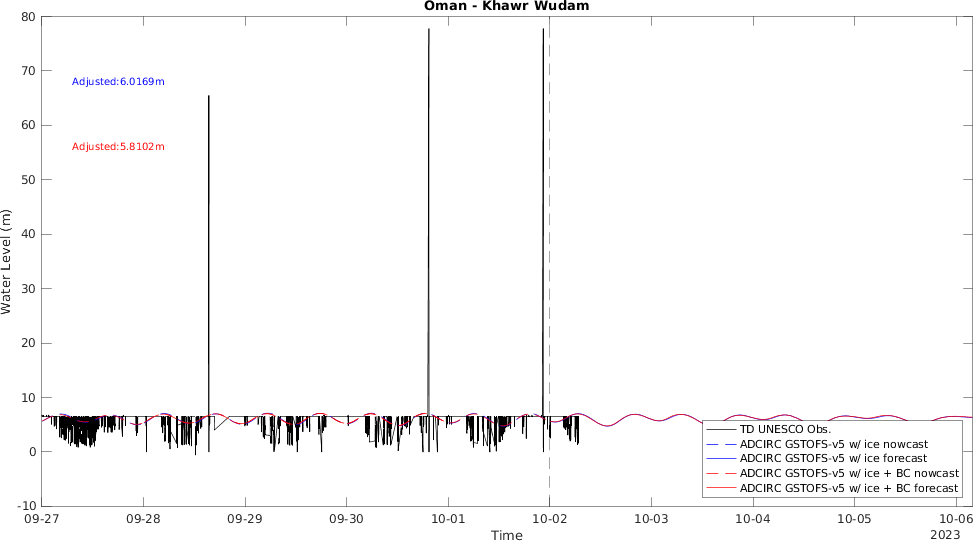 Oman - Khawr Wudam
80
70
60
50
40
30
20
10
0
-10
Water Level (m)
Adjusted:6.0169m
Adjusted:5.8102m
TD UNESCO Obs.
ADCIRC GSTOFS-v5 w/ ice nowcast
ADCIRC GSTOFS-v5 w/ ice forecast
ADCIRC GSTOFS-v5 w/ ice + BC nowcast
ADCIRC GSTOFS-v5 w/ ice + BC forecast
09-27 09-28 09-29 09-30 10-01 10-02 10-03 10-04 10-05 10-06
Time
2023